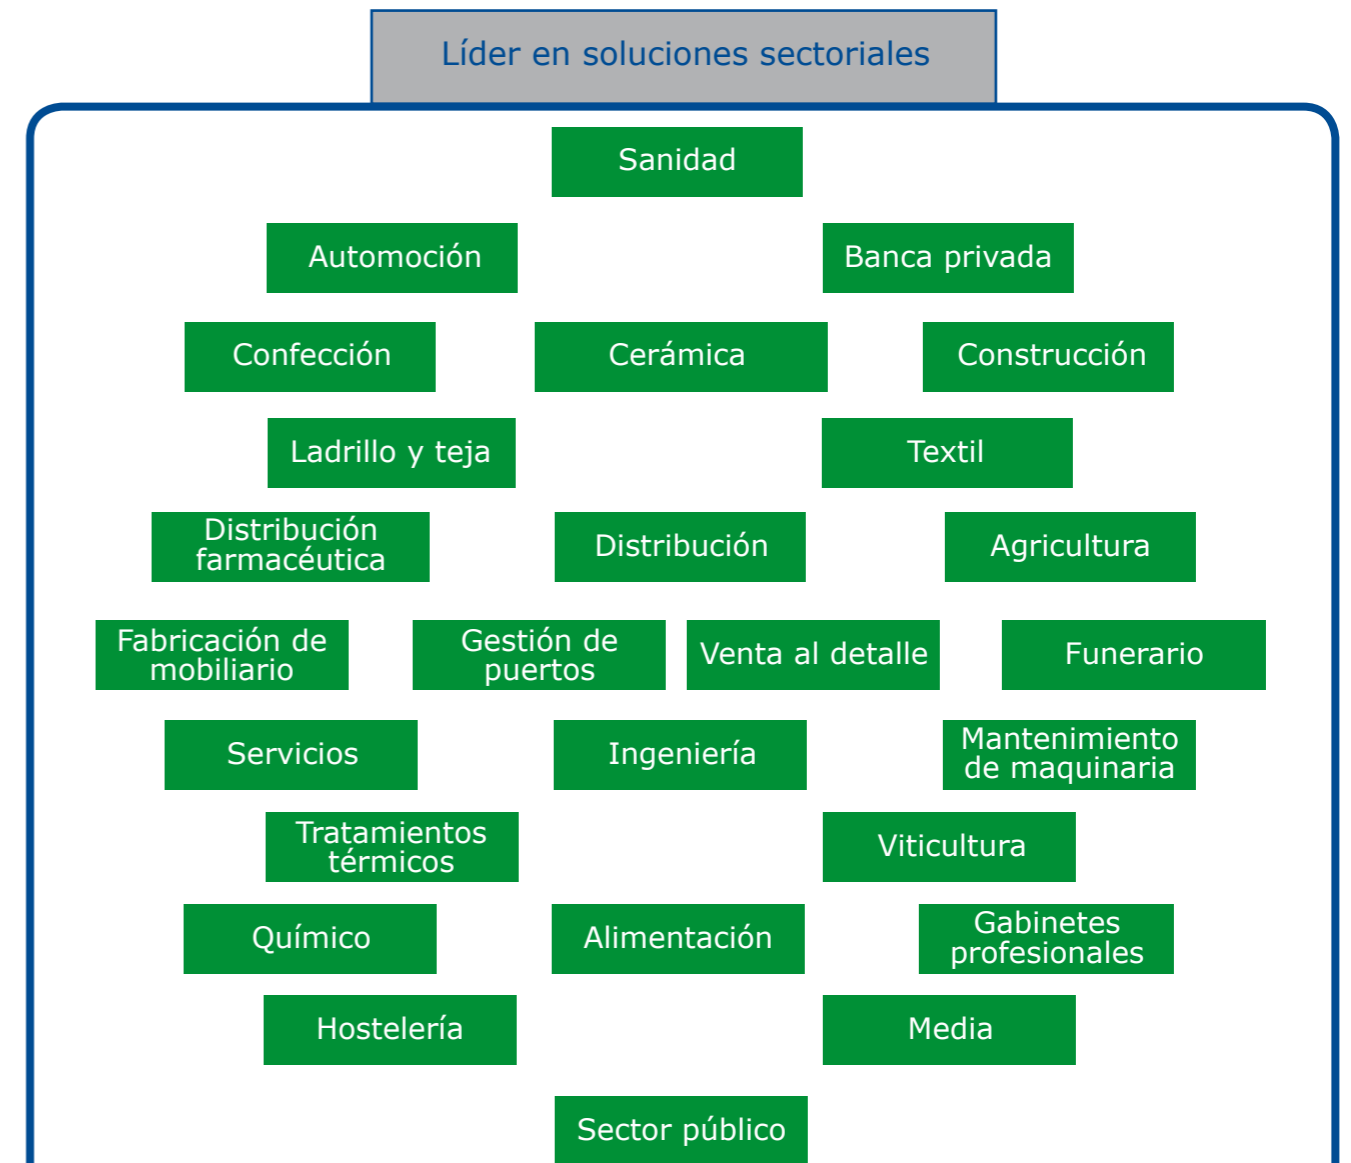 Líder en soluciones sectoriales
Sanidad
Automoción
Banca privada
Confección
Cerámica
Construcción
Ladrillo y teja
Textil
Distribución
farmacéutica
Distribución
Agricultura
Fabricación de
mobiliario
Gestión de
puertos
Venta al detalle
Funerario
Servicios
Ingeniería
Mantenimiento
de maquinaria
Tratamientos
térmicos
Viticultura
Químico
Alimentación
Gabinetes
profesionales
Hostelería
Media
Sector público